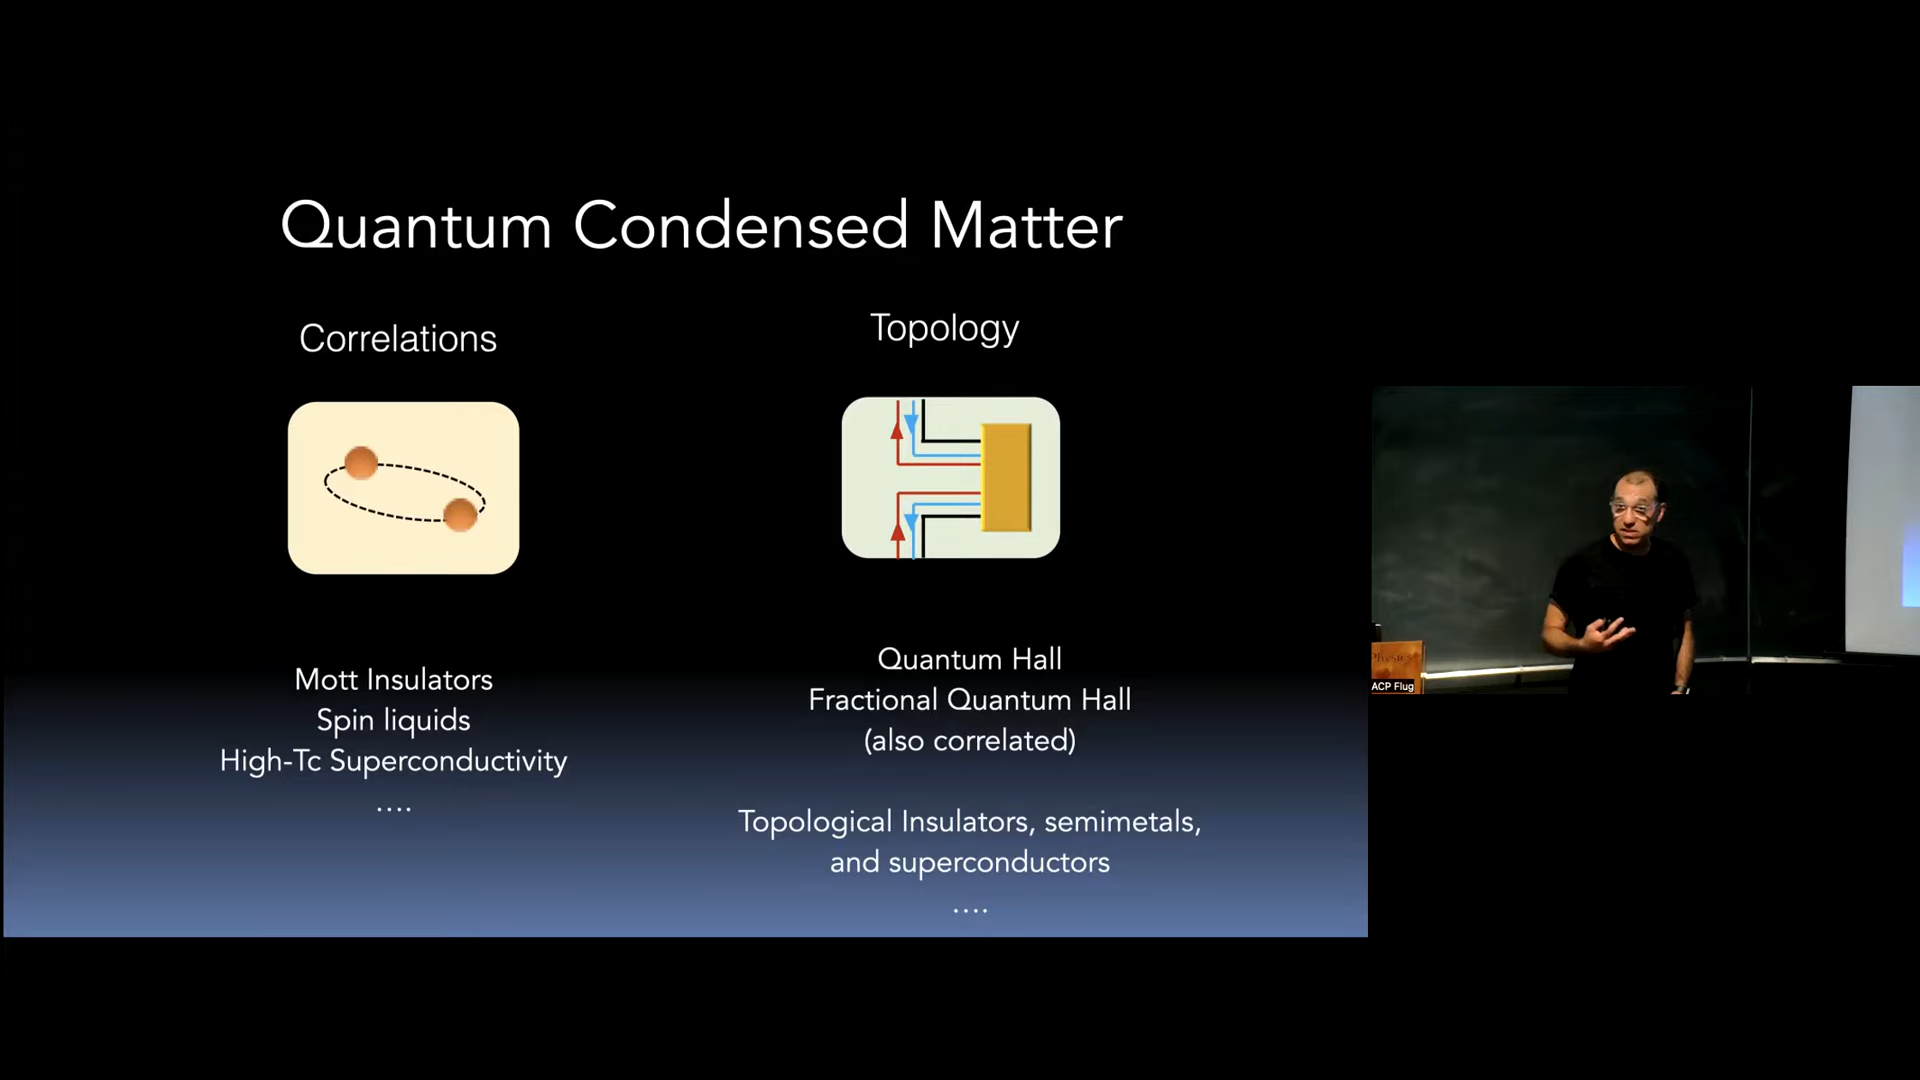 Quantum Condensed Matter
Correlations
Topology
Mott Insulators
Spin liquids
High-Tc Superconductivity
....
Quantum Hall
Fractional Quantum Hall
(also correlated)
Topological Insulators, semimetals,
and superconductors
....
Physics
ACP Flug